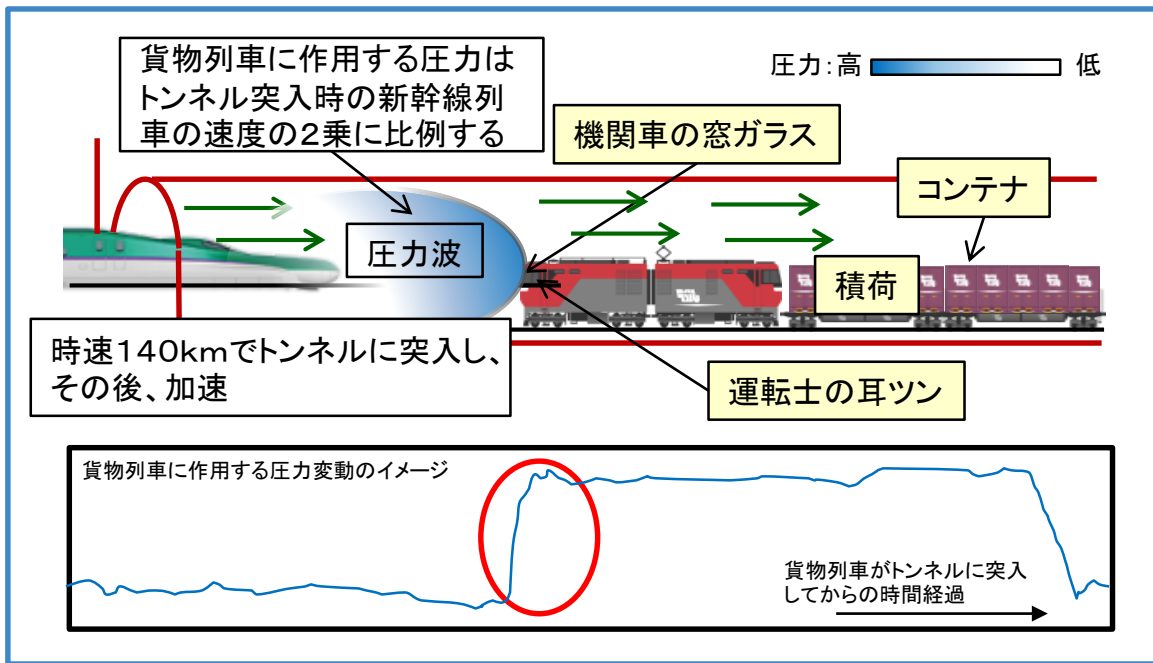 貨物列車に作用する圧力は
トンネル突入時の新幹線列
車の速度の2乗に比例する
圧力:高
低
機関車の窓ガラス
コンテナ
圧力波
積荷
時速140kmでトンネルに突入し、
その後、加速
運転士の耳ツン
貨物列車に作用する圧力変動のイメージ
貨物列車がトンネルに突入
してからの時間経過